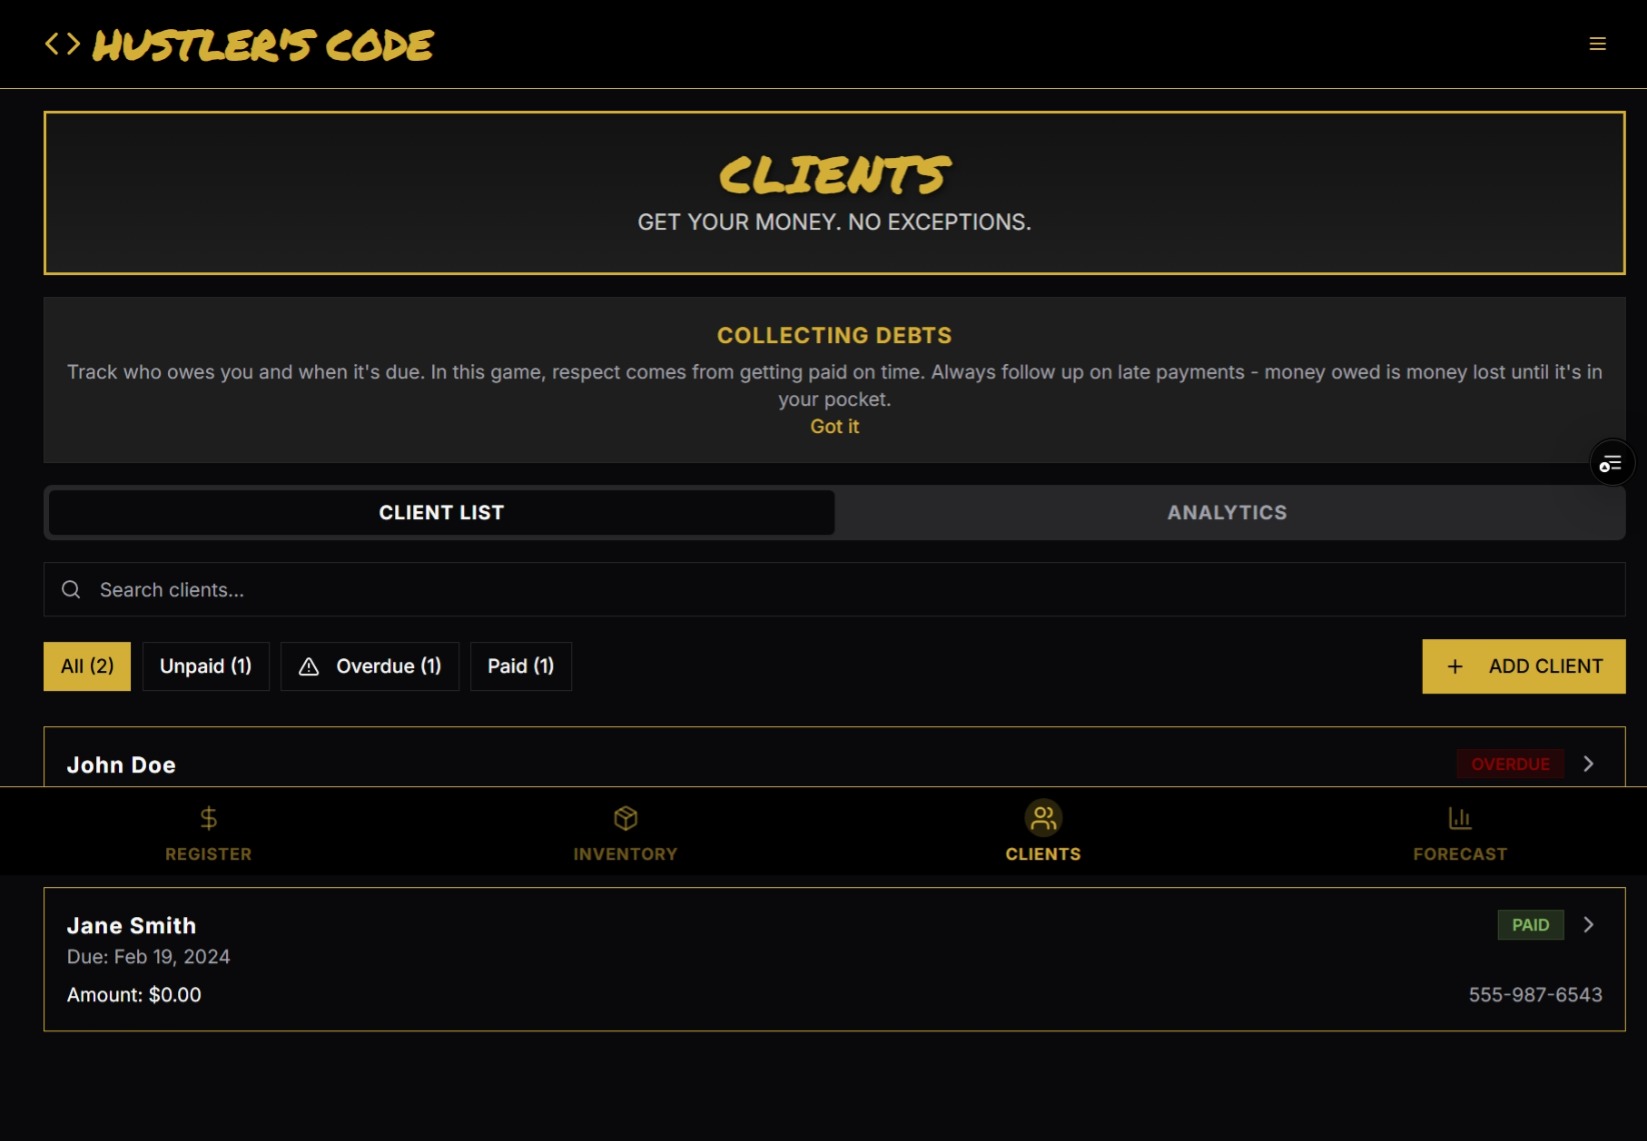 HUSTLER'S CODE
CLIENTS
GET YOUR MONEY. NO EXCEPTIONS.
COLLECTING DEBTS
Track who owes you and when it's due. In this game, respect comes from getting paid on time. Always follow up on late payments - money owed is money lost until it's in
your pocket.
Got it
CLIENT LIST
ANALYTICS
Search clients...
All (2)
Unpaid (1)
Overdue (1)
Paid (1)
+ ADD CLIENT
John Doe
OVERDUE
REGISTER
INVENTORY
CLIENTS
FORECAST
Jane Smith
PAID
Due: Feb 19, 2024
Amount: $0.00
555-987-6543